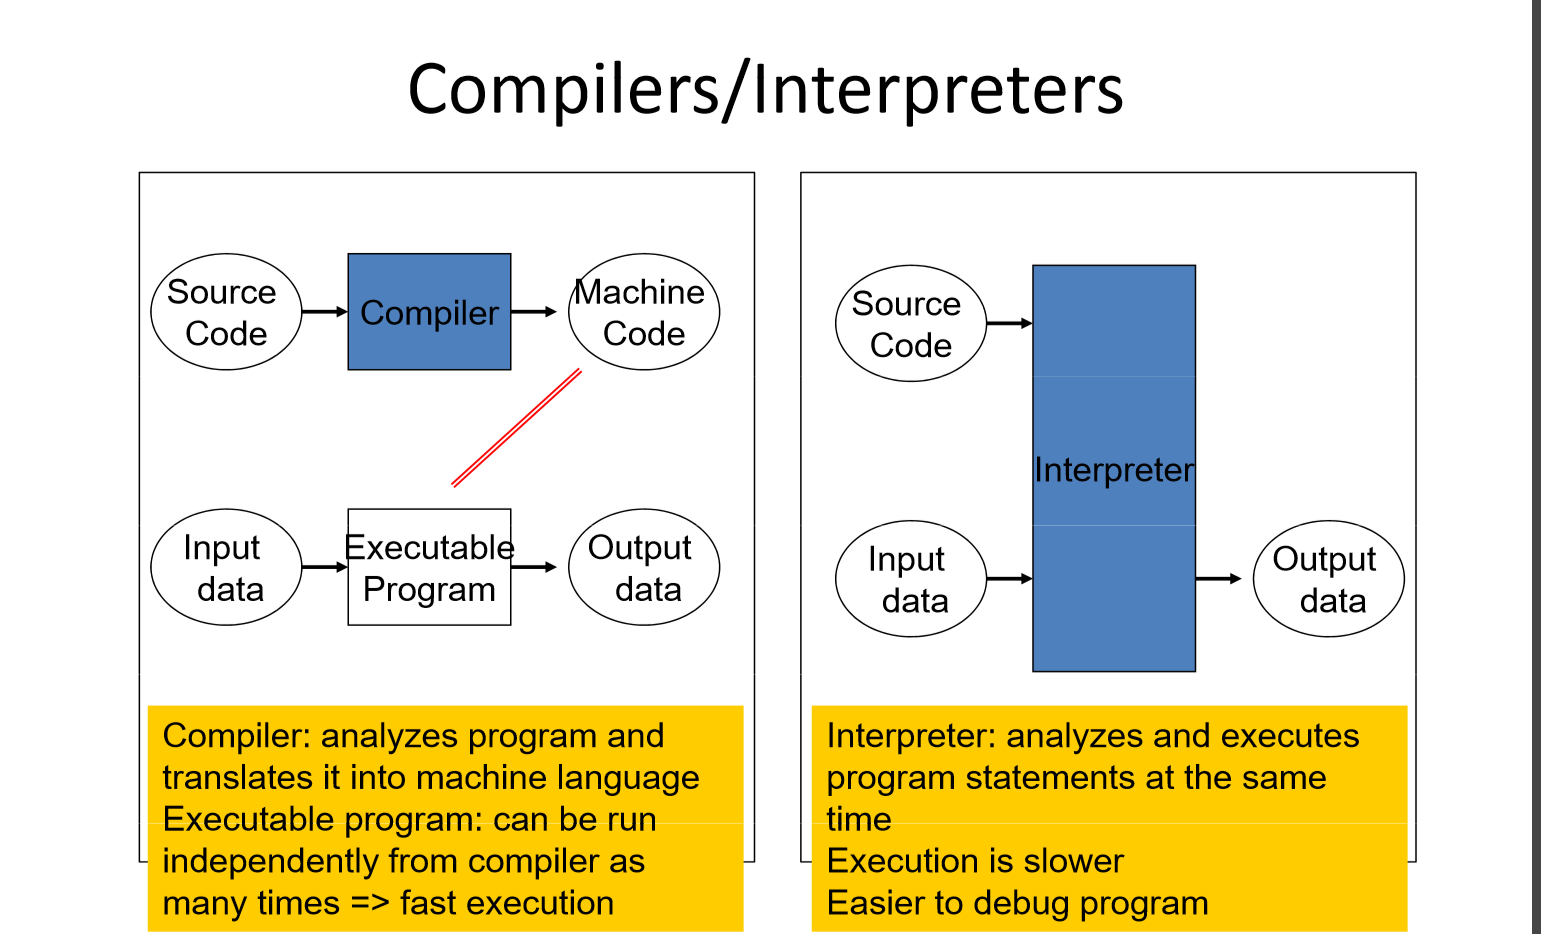 Compilers/Interpreters
Source
Code
Compiler
Machine
Code
Input
data
Executable
Program
Output
data
Compiler: analyzes program and
translates it into machine language
Executable program: can be run
independently from compiler as
many times => fast execution
Source
Code
Interpreter
Input
data
Output
data
Interpreter: analyzes and executes
program statements at the same
time
Execution is slower
Easier to debug program